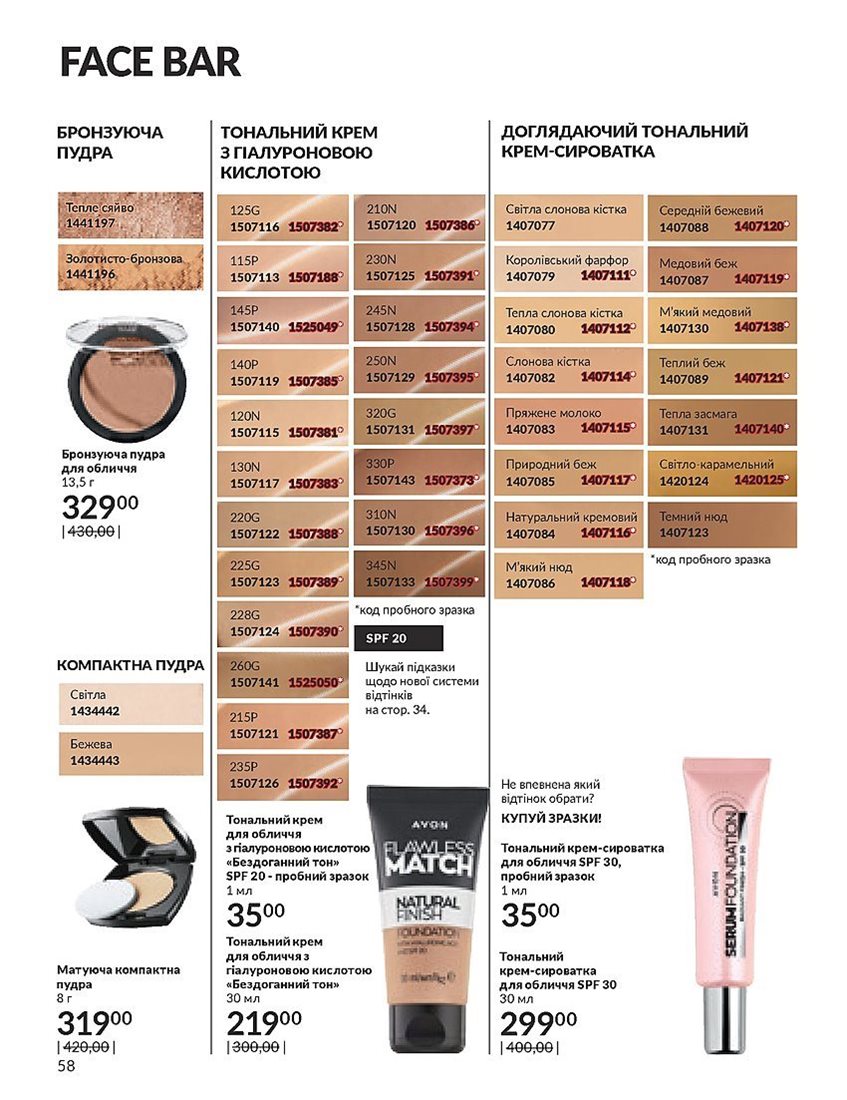 FACE BAR
БРОНЗУЮЧА
ПУДРА
Тепле сяйво
1441197
Золотисто-бронзова
1441196
Бронзуюча пудра
для обличчя
13,5 г
329⁰⁰
|430,00|
КОМПАКТНА ПУДРА
Світла
1434442
Бежева
1434443
Матуюча компактна
пудра
8 г
319⁰⁰
|420,00|
58
ТОНАЛЬНИЙ КРЕМ
З ГІАЛУРОНОВОЮ
КИСЛОТОЮ
125G
1507116 1507382*
115P
1507113 1507188*
145P
1507140 1525049*
140P
1507119 1507385*
120N
1507115 1507381*
130N
1507117 1507383*
220G
1507122 1507388*
225G
1507123 1507389*
228G
1507124 1507390*
260G
1507141 1525050*
215P
1507121 1507387*
235P
1507126 1507392*
210N
1507120 1507386*
230N
1507125 1507391*
245N
1507128 1507394*
250N
1507129 1507395*
320G
1507131 1507397*
330P
1507143 1507373*
310N
1507130 1507396*
345N
1507133 1507399*
*код пробного зразка
SPF 20
Шукай підказки
щодо нової системи
відтінків
на стор. 34.
Тональний крем
для обличчя
з гіалуроновою кислотою
«Бездоганний тон»
SPF 20 - пробний зразок
1 мл
35⁰⁰
Тональний крем
для обличчя з
гіалуроновою кислотою
«Бездоганний тон»
30 мл
219⁰⁰
|300,00|
AVON
FLAWLESS
MATCH
NATURAL
FINISH
FOUNDATION
ДОГЛЯДАЮЧИЙ ТОНАЛЬНИЙ
КРЕМ-СИРОВАТКА
Світла слонова кістка
1407077
Королівський фарфор
1407079 1407111*
Тепла слонова кістка
1407080 1407112*
Слонова кістка
1407082 1407114*
Пряжене молоко
1407083 1407115*
Природний беж
1407085 1407117*
Натуральний кремовий
1407084 1407116*
М'який нюд
1407086 1407118*
Середній бежевий
1407088 1407120*
Медовий беж
1407087 1407119*
М'який медовий
1407130 1407138*
Теплий беж
1407089 1407121*
Тепла засмага
1407131 1407140*
Світло-карамельний
1420124 1420125*
Темний нюд
1407123
*код пробного зразка
Не впевнена який
відтінок обрати?
КУПУЙ ЗРАЗКИ!
Тональний крем-сироватка
для обличчя SPF 30,
пробний зразок
1 мл
35⁰⁰
Тональний
крем-сироватка
для обличчя SPF 30
30 мл
299⁰⁰
|400,00|
AVON
SERUM FOUNDATION